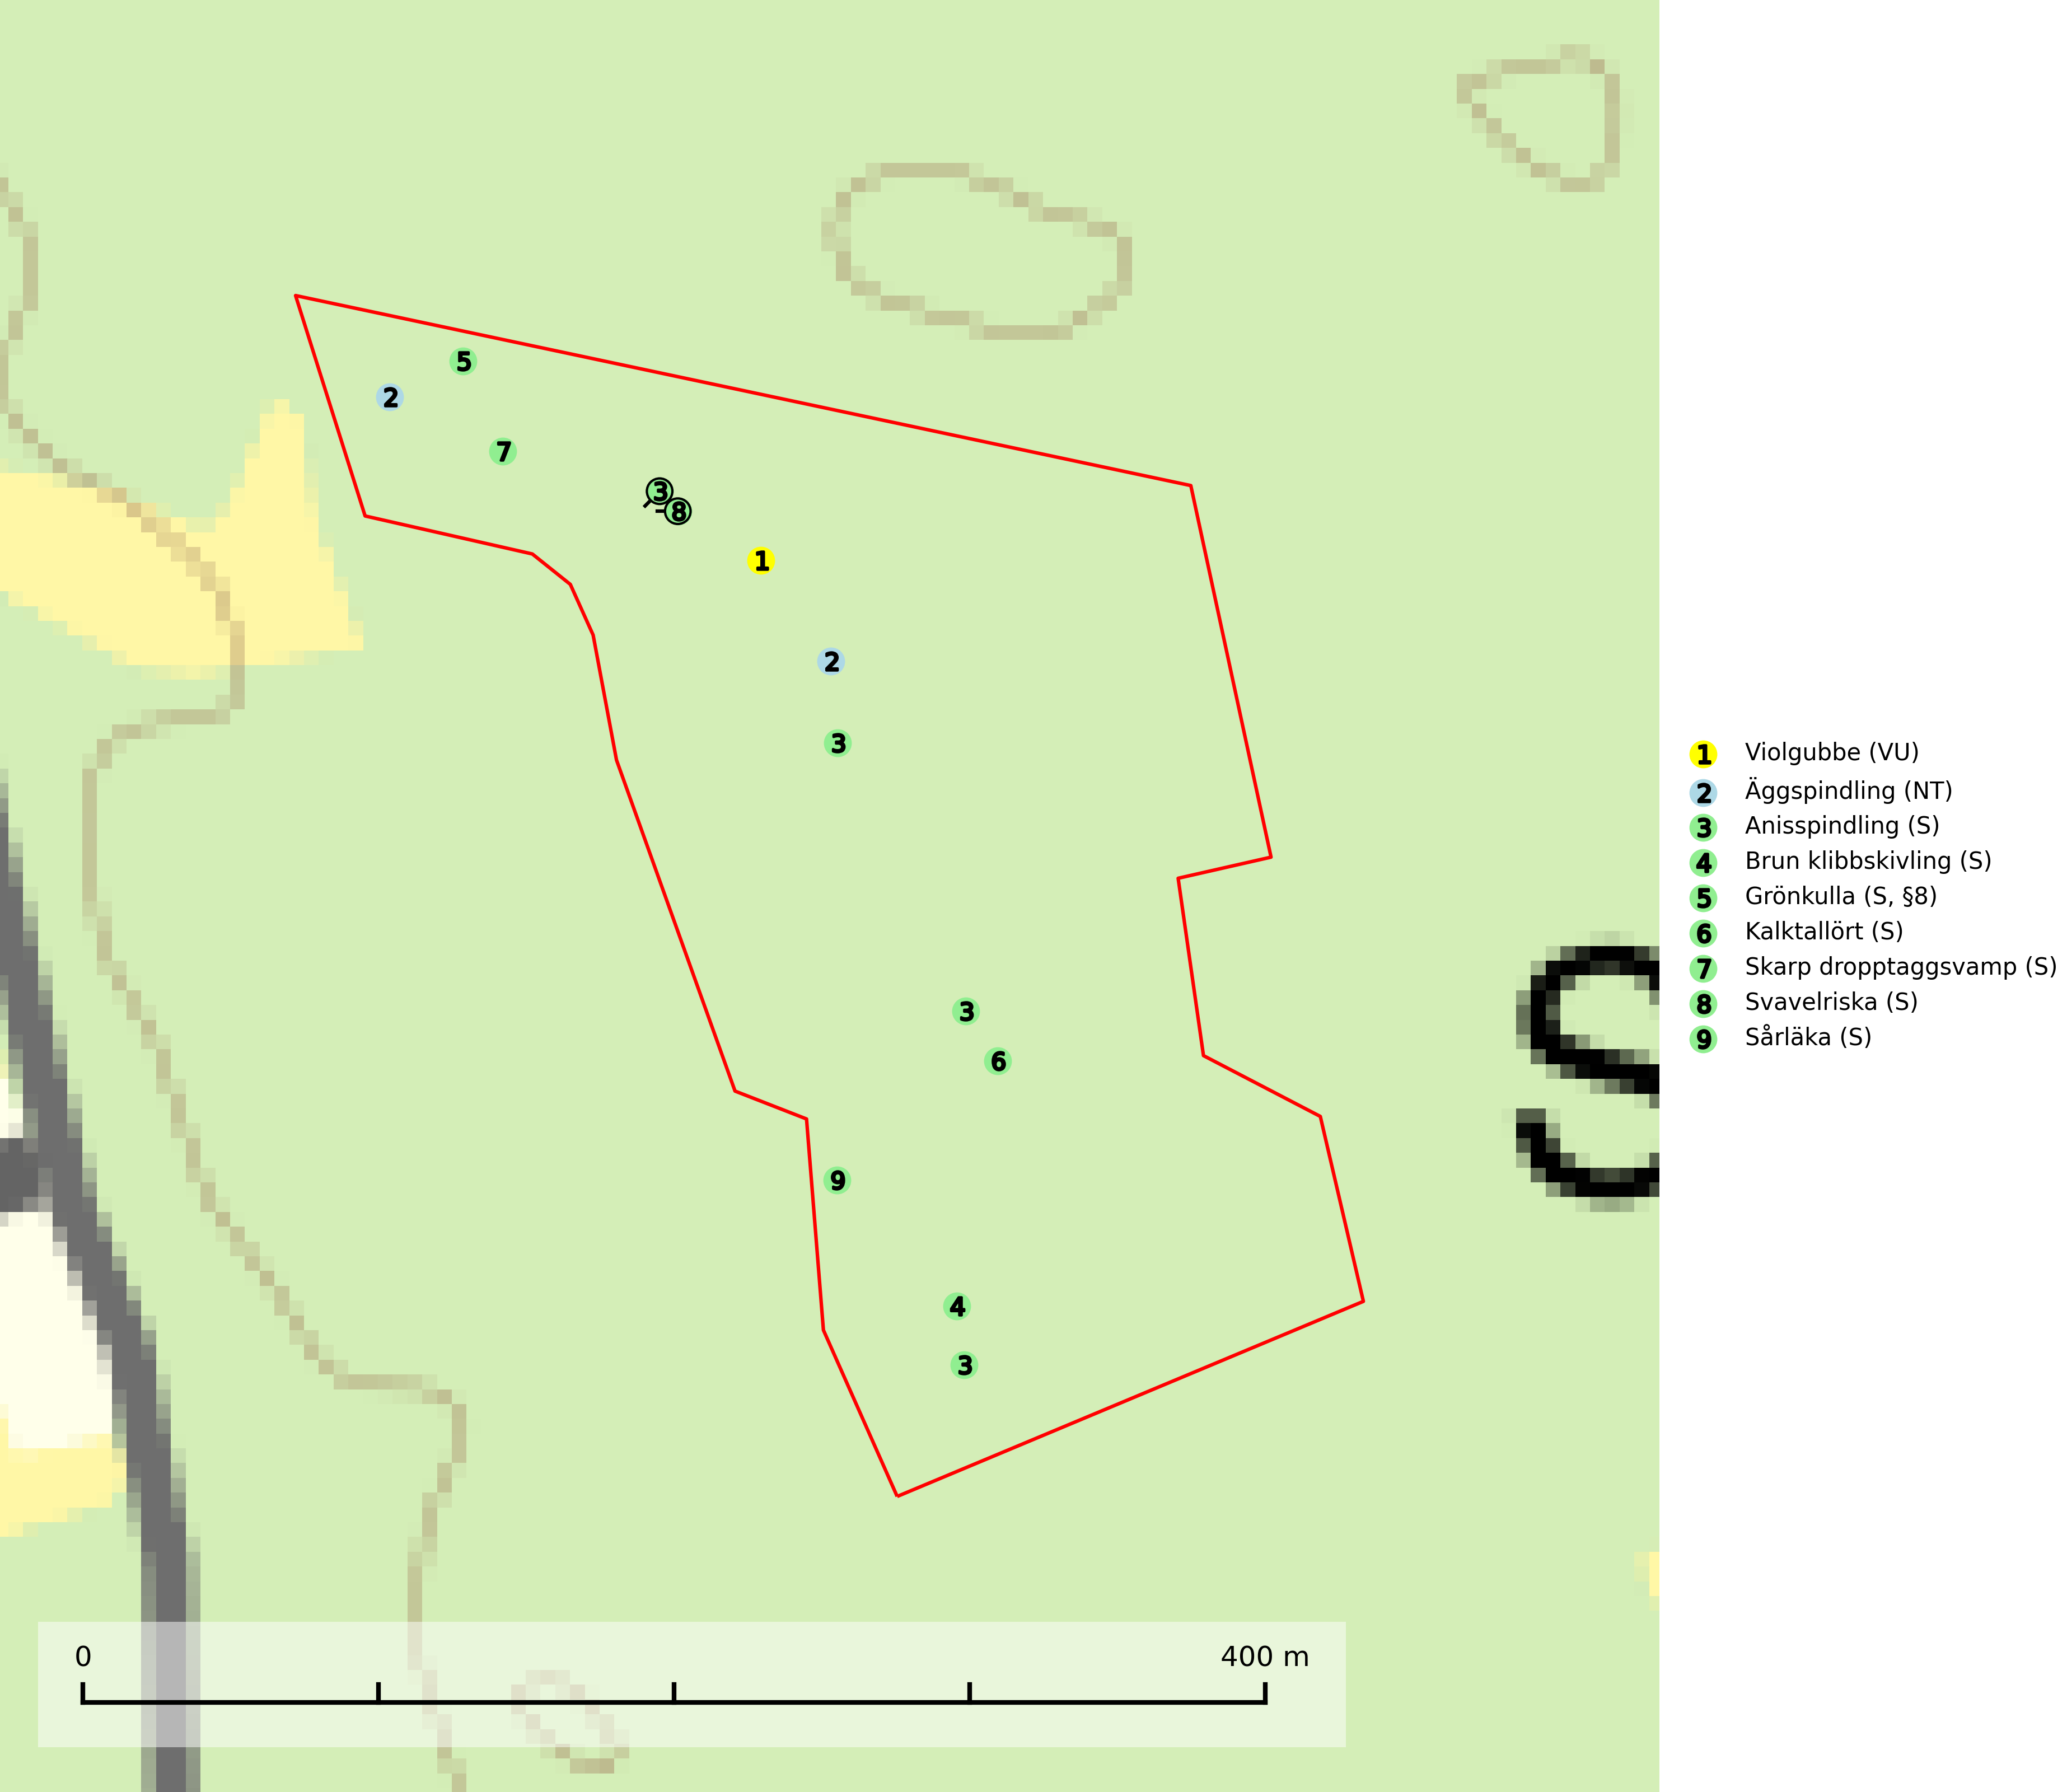 5
2
7
3
8
1
2
3
3
6
9
4
3
S
0
400 m
1 Violgubbe (VU)
2 Äggspindling (NT)
3 Anisspindling (S)
4 Brun klibbskivling (S)
5 Grönkulla (S, §8)
6 Kalktallört (S)
7 Skarp dropptaggsvamp (S)
8 Svavelriska (S)
9 Sårläka (S)